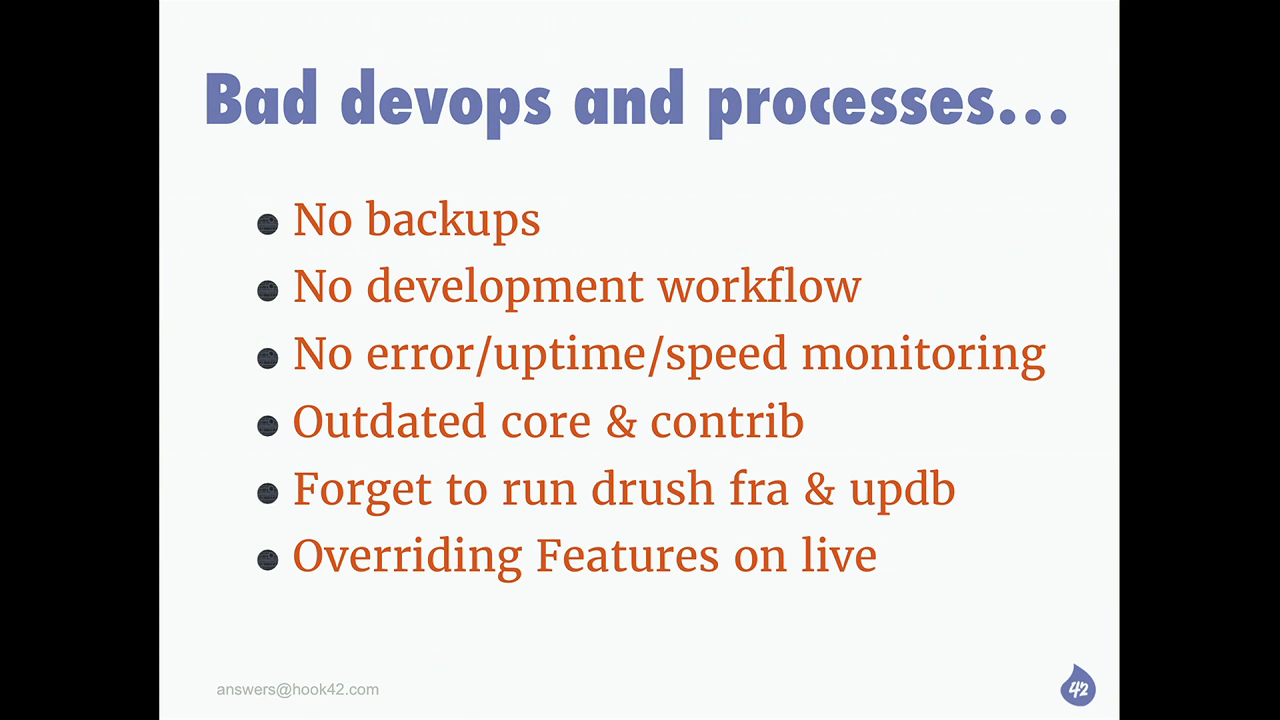 Bad devops and processes...
No backups
No development workflow
No error/uptime/speed monitoring
Outdated core & contrib
Forget to run drush fra & updb
Overriding Features on live
answers@hook42.com
42